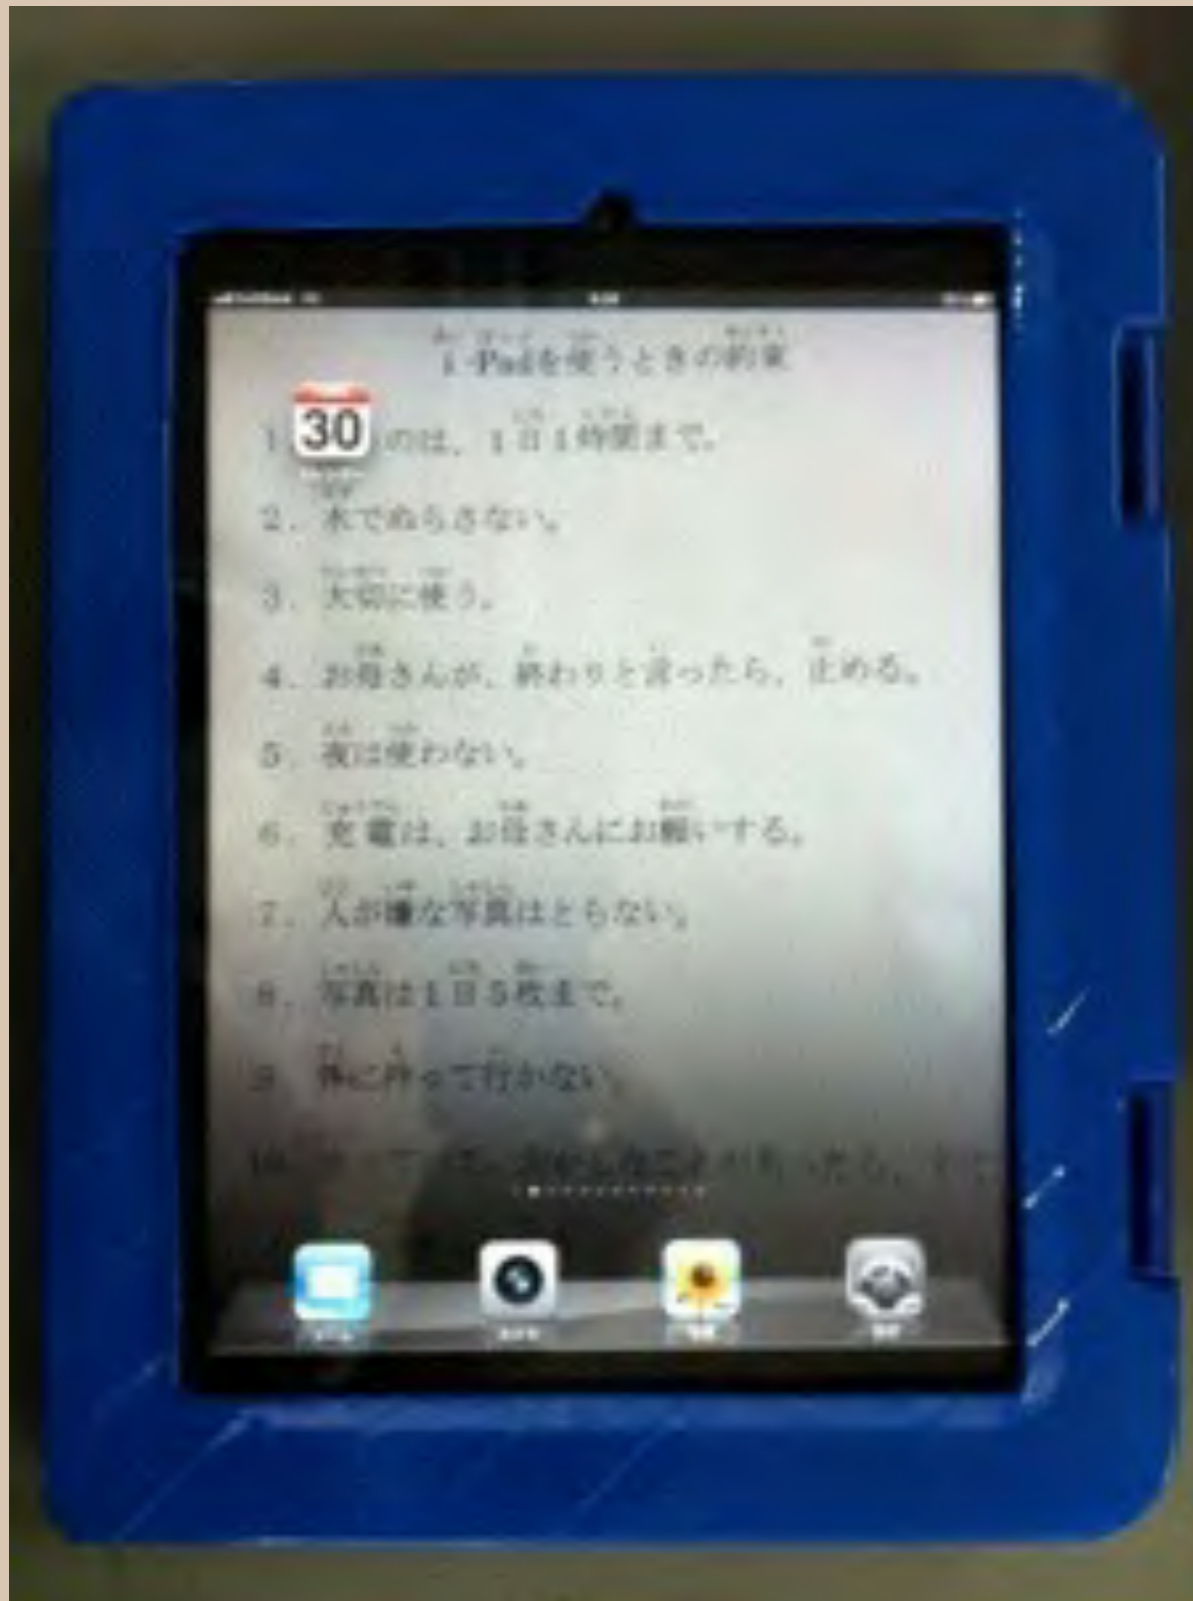 i-Padを使うときの約束
30
1 のは、1日1時間まで。
2. 水でぬらさない。
3. 大切に使う。
4. お母さんが、終わりと言ったら、止める。
5. 夜は使わない。
6. 充電は、お母さんにお願いする。
7. 人が嫌な写真はとらない。
8. 写真は1日5枚まで。
9. 外に持って行かない。
10. ったら、